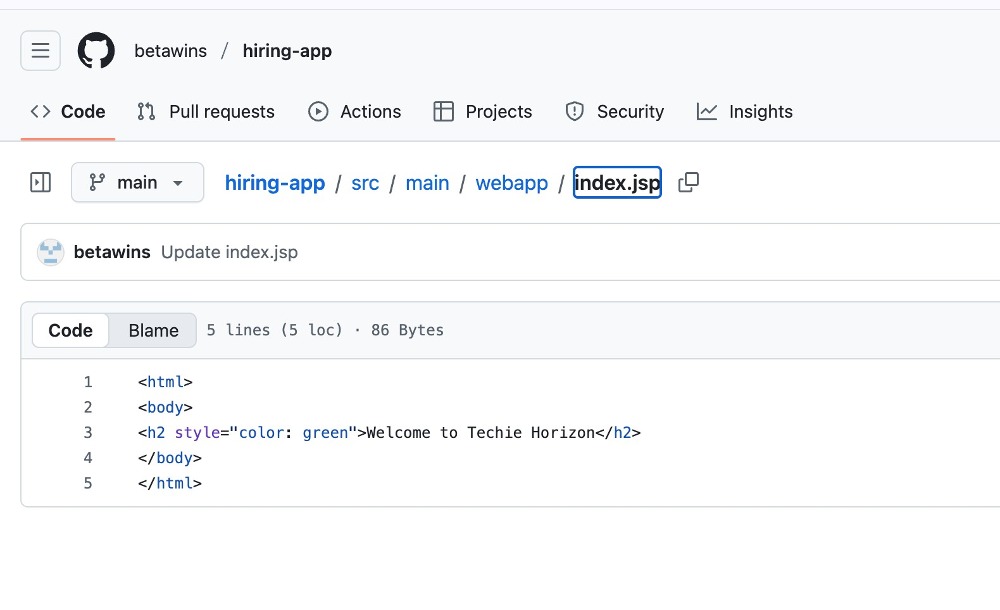 betawins / hiring-app
Code Pull requests Actions Projects Security Insights
main hiring-app / src / main / webapp / index.jsp
betawins Update index.jsp
Code Blame 5 lines (5 loc) · 86 Bytes
1 <html>
2 <body>
3 <h2 style="color: green">Welcome to Techie Horizon</h2>
4 </body>
5 </html>